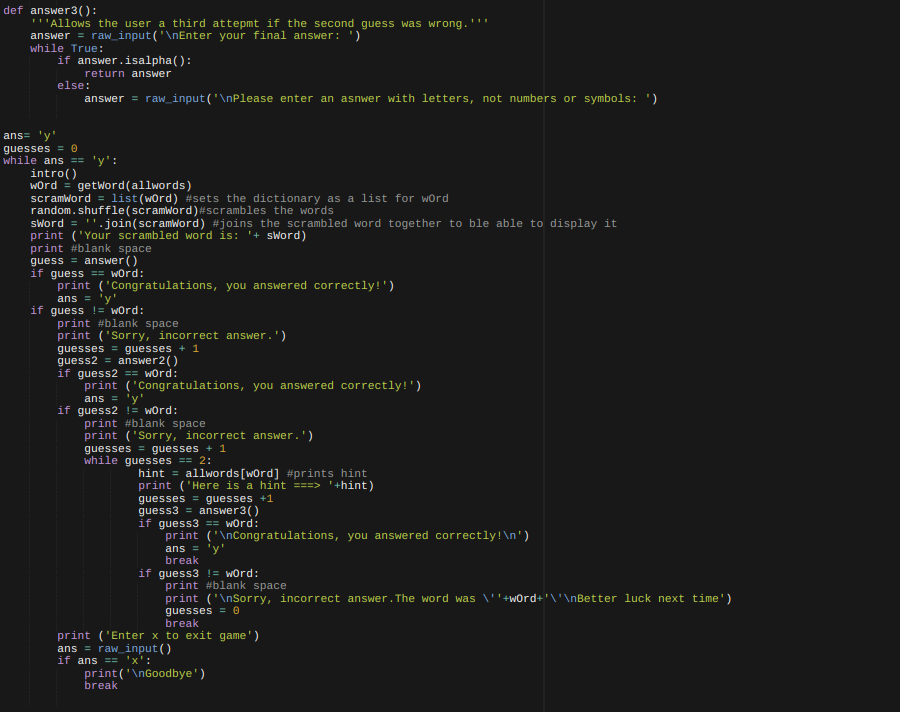 def answer3():
    '''Allows the user a third attepmt if the second guess was wrong.'''
    answer = raw_input('\nEnter your final answer: ')
    while True:
        if answer.isalpha():
            return answer
        else:
            answer = raw_input('\nPlease enter an asnwer with letters, not numbers or symbols: ')
ans= 'y'
guesses = 0
while ans == 'y':
    intro()
    wOrd = getWord(allwords)
    scramWord = list(wOrd) #sets the dictionary as a list for wOrd
    random.shuffle(scramWord)#scrambles the words
    sWord = ''.join(scramWord) #joins the scrambled word together to ble able to display it
    print ('Your scrambled word is: '+ sWord)
    print #blank space
    guess = answer()
    if guess == wOrd:
        print ('Congratulations, you answered correctly!')
        ans = 'y'
    if guess != wOrd:
        print #blank space
        print ('Sorry, incorrect answer.')
        guesses = guesses + 1
        guess2 = answer2()
        if guess2 == wOrd:
            print ('Congratulations, you answered correctly!')
            ans = 'y'
        if guess2 != wOrd:
            print #blank space
            print ('Sorry, incorrect answer.')
            guesses = guesses + 1
            while guesses == 2:
                    hint = allwords[wOrd] #prints hint
                    print ('Here is a hint ===> '+hint)
                    guesses = guesses +1
                    guess3 = answer3()
                    if guess3 == wOrd:
                        print ('\nCongratulations, you answered correctly!\n')
                        ans = 'y'
                        break
                    if guess3 != wOrd:
                        print #blank space
                        print ('\nSorry, incorrect answer.The word was \''+wOrd+'\'\nBetter luck next time')
                        guesses = 0
                        break
        print ('Enter x to exit game')
        ans = raw_input()
        if ans == 'x':
            print('\nGoodbye')
            break